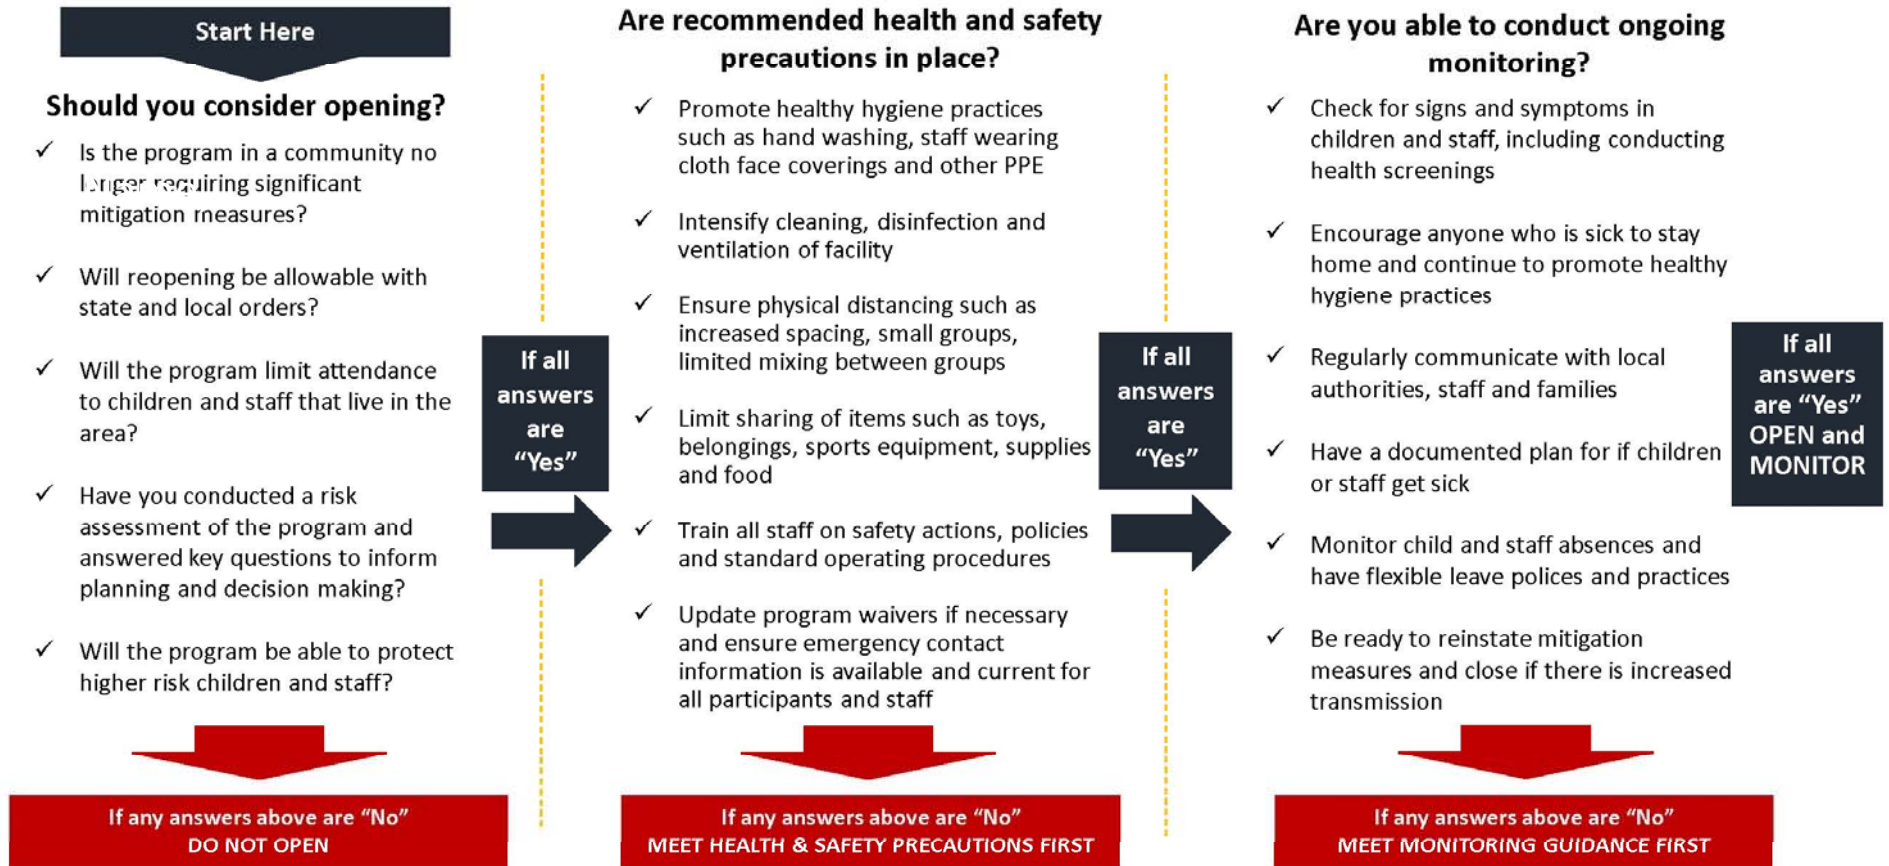 Start Here
Should you consider opening?
✓ Is the program in a community no
longer requiring significant
mitigation measures?
✓ Will reopening be allowable with
state and local orders?
✓ Will the program limit attendance
to children and staff that live in the
area?
✓ Have you conducted a risk
assessment of the program and
answered key questions to inform
planning and decision making?
✓ Will the program be able to protect
higher risk children and staff?
If any answers above are “No”
DO NOT OPEN
If all
answers
are
“Yes”
Are recommended health and safety
precautions in place?
✓ Promote healthy hygiene practices
such as hand washing, staff wearing
cloth face coverings and other PPE
✓ Intensify cleaning, disinfection and
ventilation of facility
✓ Ensure physical distancing such as
increased spacing, small groups,
limited mixing between groups
✓ Limit sharing of items such as toys,
belongings, sports equipment, supplies
and food
✓ Train all staff on safety actions, policies
and standard operating procedures
✓ Update program waivers if necessary
and ensure emergency contact
information is available and current for
all participants and staff
If any answers above are “No”
MEET HEALTH & SAFETY PRECAUTIONS FIRST
If all
answers
are
“Yes”
Are you able to conduct ongoing
monitoring?
✓ Check for signs and symptoms in
children and staff, including conducting
health screenings
✓ Encourage anyone who is sick to stay
home and continue to promote healthy
hygiene practices
✓ Regularly communicate with local
authorities, staff and families
✓ Have a documented plan for if children
or staff get sick
✓ Monitor child and staff absences and
have flexible leave polices and practices
✓ Be ready to reinstate mitigation
measures and close if there is increased
transmission
If any answers above are “No”
MEET MONITORING GUIDANCE FIRST
If all
answers
are “Yes”
OPEN and
MONITOR